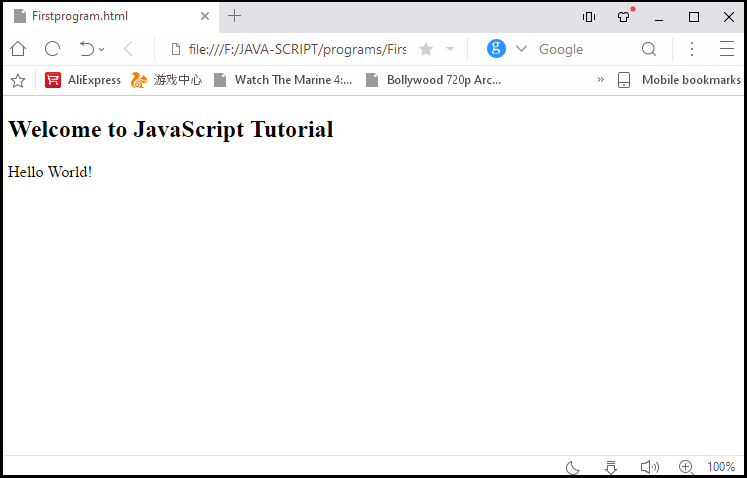 Firstprogram.html
file:///F:/JAVA-SCRIPT/programs/Firs
g Google
AliExpress 游戏中心 Watch The Marine 4:... Bollywood 720p Arc... » Mobile bookmarks
Welcome to JavaScript Tutorial
Hello World!
100%